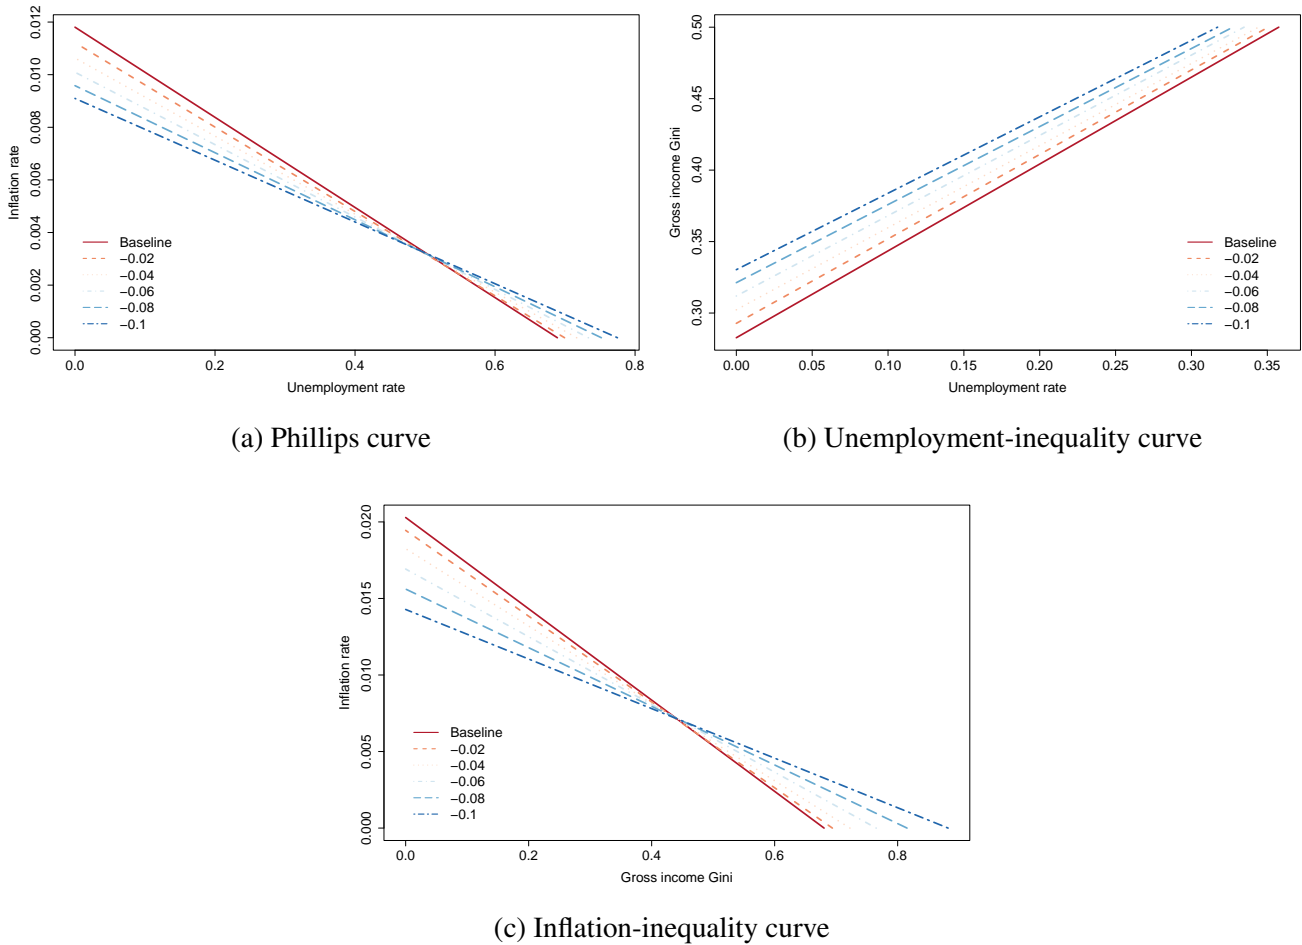 0.012
0.010
0.008
0.006
0.004
0.002
0.000
Inflation rate
Baseline
−0.02
−0.04
−0.06
−0.08
−0.1
0.0 0.2 0.4 0.6 0.8
Unemployment rate
(a) Phillips curve
0.50
0.45
0.40
0.35
0.30
Gross income Gini
Baseline
−0.02
−0.04
−0.06
−0.08
−0.1
0.00 0.05 0.10 0.15 0.20 0.25 0.30 0.35
Unemployment rate
(b) Unemployment-inequality curve
0.020
0.015
0.010
0.005
0.000
Inflation rate
Baseline
−0.02
−0.04
−0.06
−0.08
−0.1
0.0 0.2 0.4 0.6 0.8
Gross income Gini
(c) Inflation-inequality curve